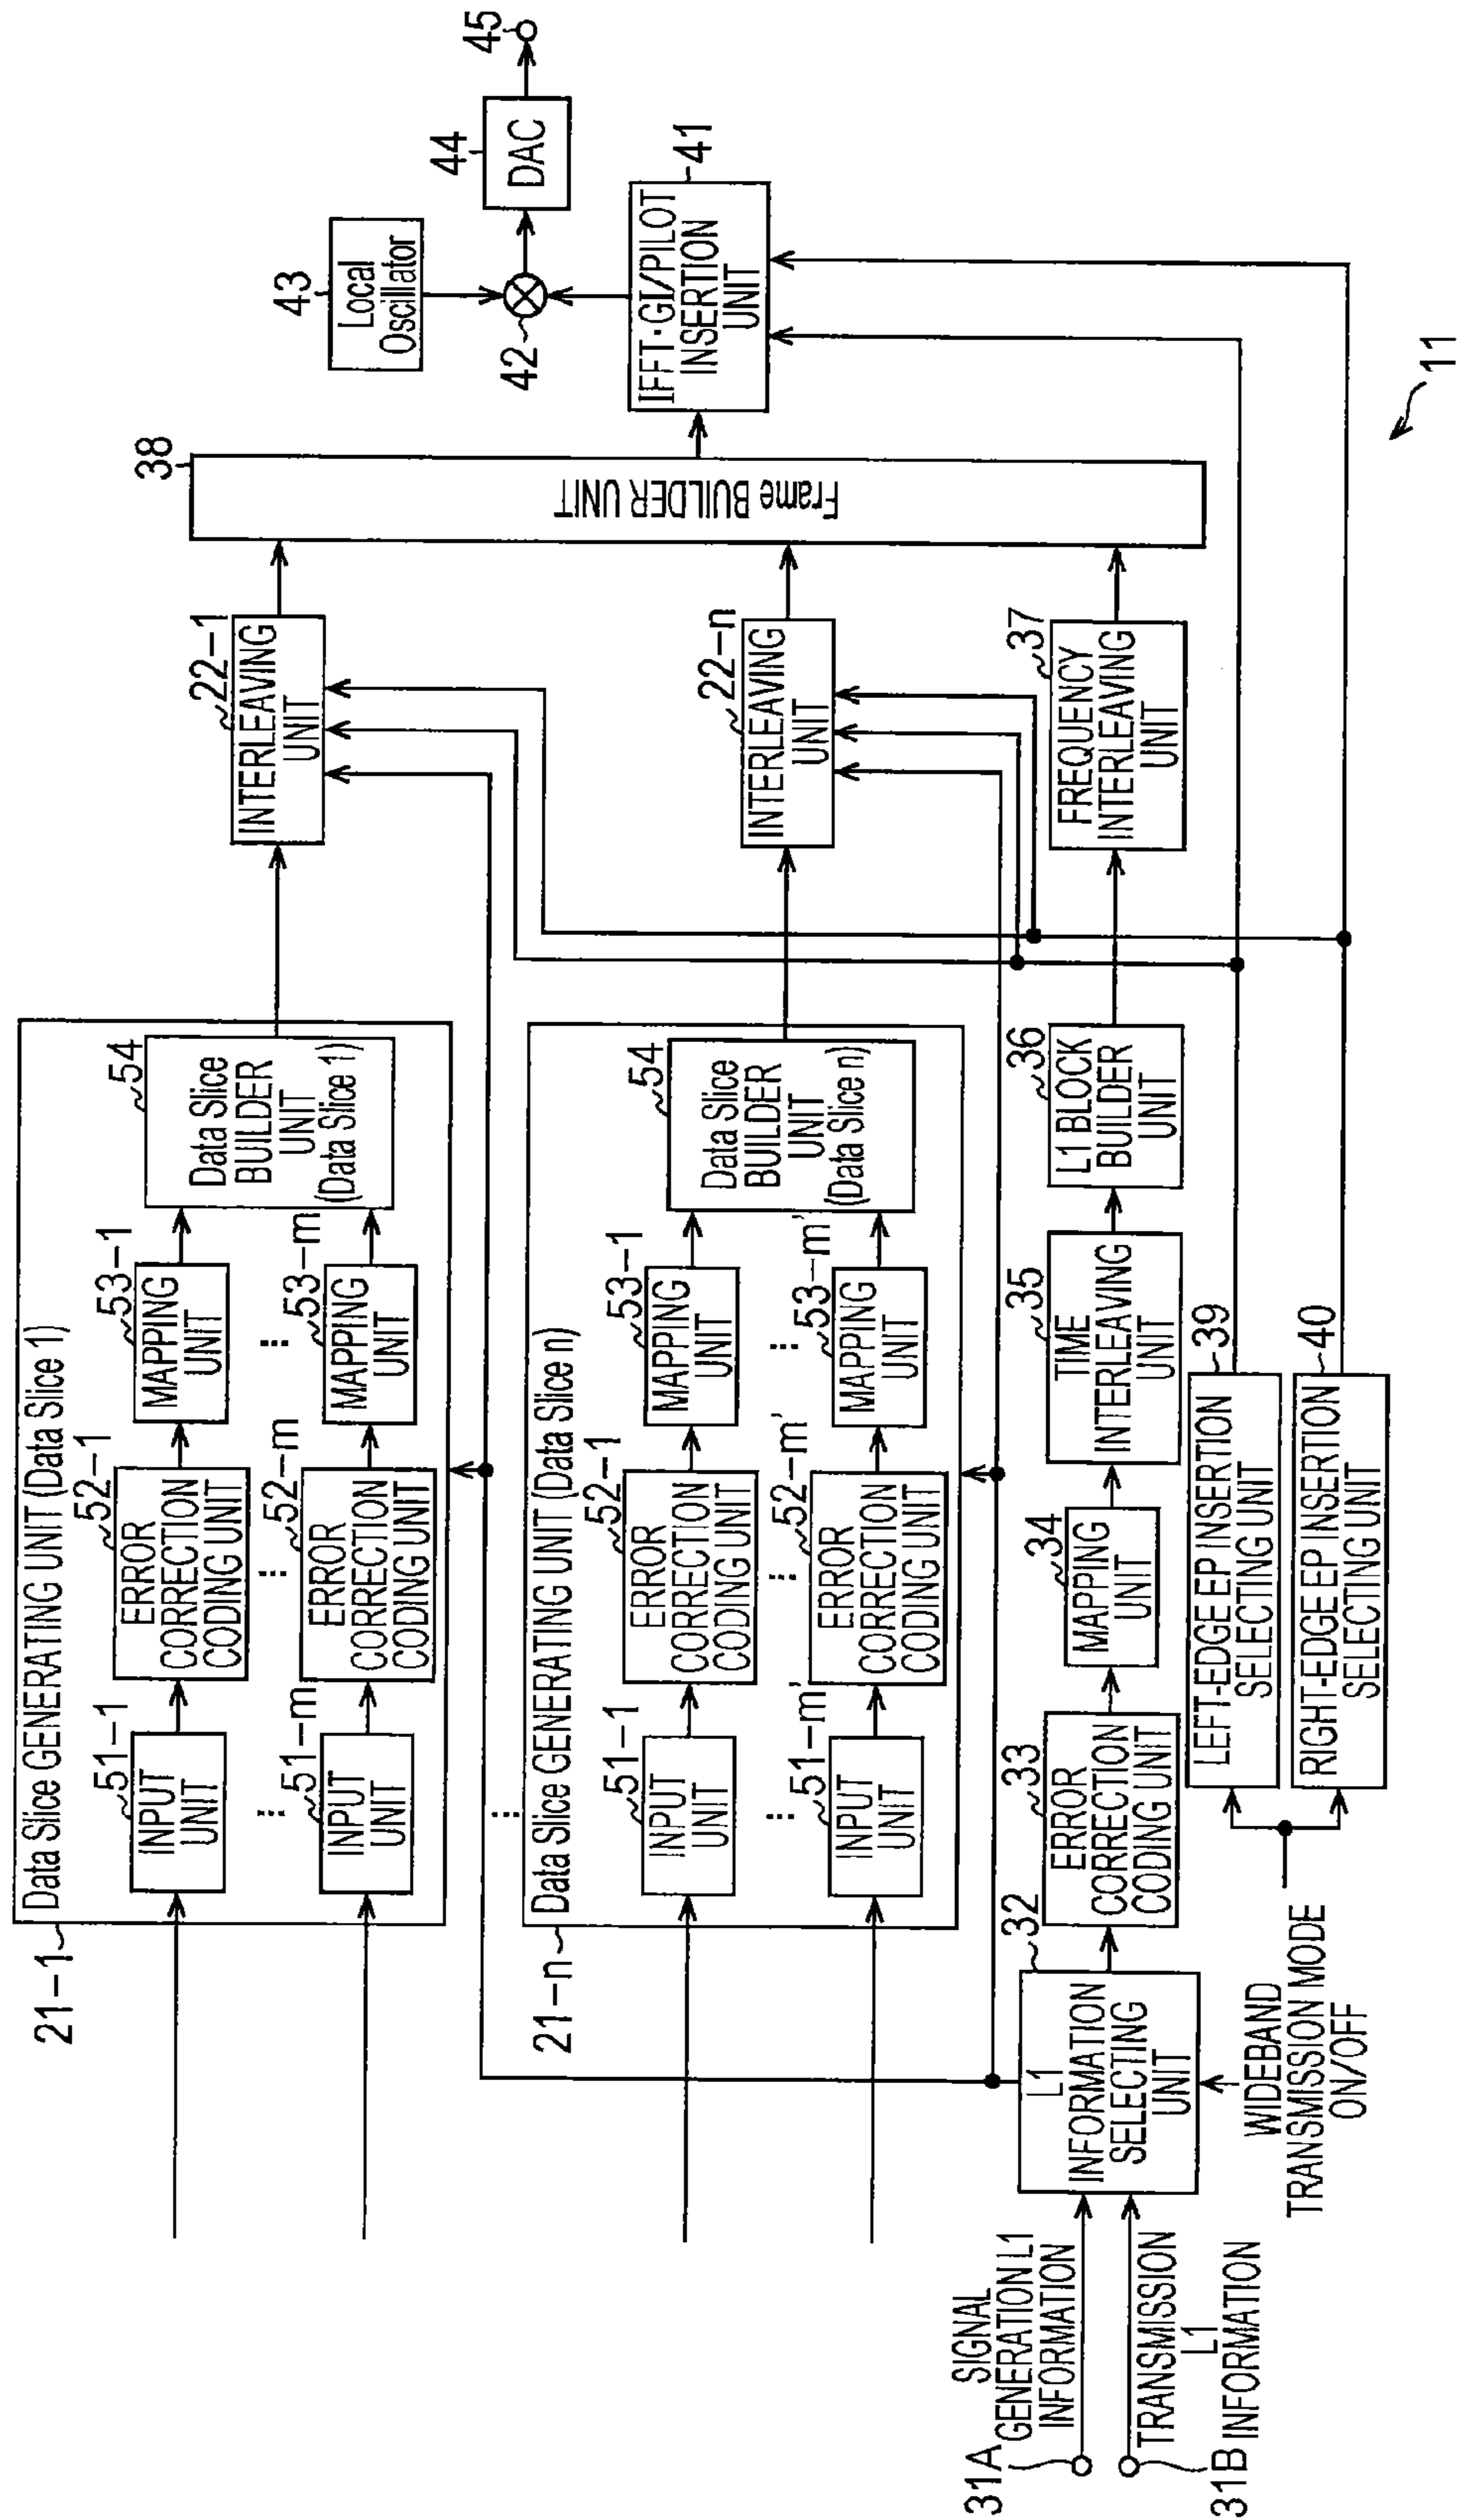 21-1
Data Slice GENERATING UNIT (Data Slice 1)
51-1
INPUT
UNIT
52-1
ERROR
CORRECTION
CODING UNIT
53-1
MAPPING
UNIT
54
Data Slice
BUILDER
UNIT
(Data Slice 1)
51-m
INPUT
UNIT
52-m
ERROR
CORRECTION
CODING UNIT
53-m
MAPPING
UNIT
22-1
INTERLEAVING
UNIT
21-n
Data Slice GENERATING UNIT (Data Slice n)
51-1
INPUT
UNIT
52-1
ERROR
CORRECTION
CODING UNIT
53-1
MAPPING
UNIT
54
Data Slice
BUILDER
UNIT
(Data Slice n)
51-m'
INPUT
UNIT
52-m'
ERROR
CORRECTION
CODING UNIT
53-m'
MAPPING
UNIT
22-n
INTERLEAVING
UNIT
31A
SIGNAL
GENERATION L1
INFORMATION
31B
TRANSMISSION
L1
INFORMATION
32
L1
INFORMATION
SELECTING
UNIT
WIDEBAND
TRANSMISSION MODE
ON/OFF
33
ERROR
CORRECTION
CODING UNIT
34
MAPPING
UNIT
35
TIME
INTERLEAVING
UNIT
36
L1 BLOCK
BUILDER
UNIT
37
FREQUENCY
INTERLEAVING
UNIT
39
LEFT-EDGE EP INSERTION
SELECTING UNIT
40
RIGHT-EDGE EP INSERTION
SELECTING UNIT
38
Frame BUILDER UNIT
41
IFFT·GI/PILOT
INSERTION
UNIT
42
43
Local
Oscillator
44
DAC
45
11